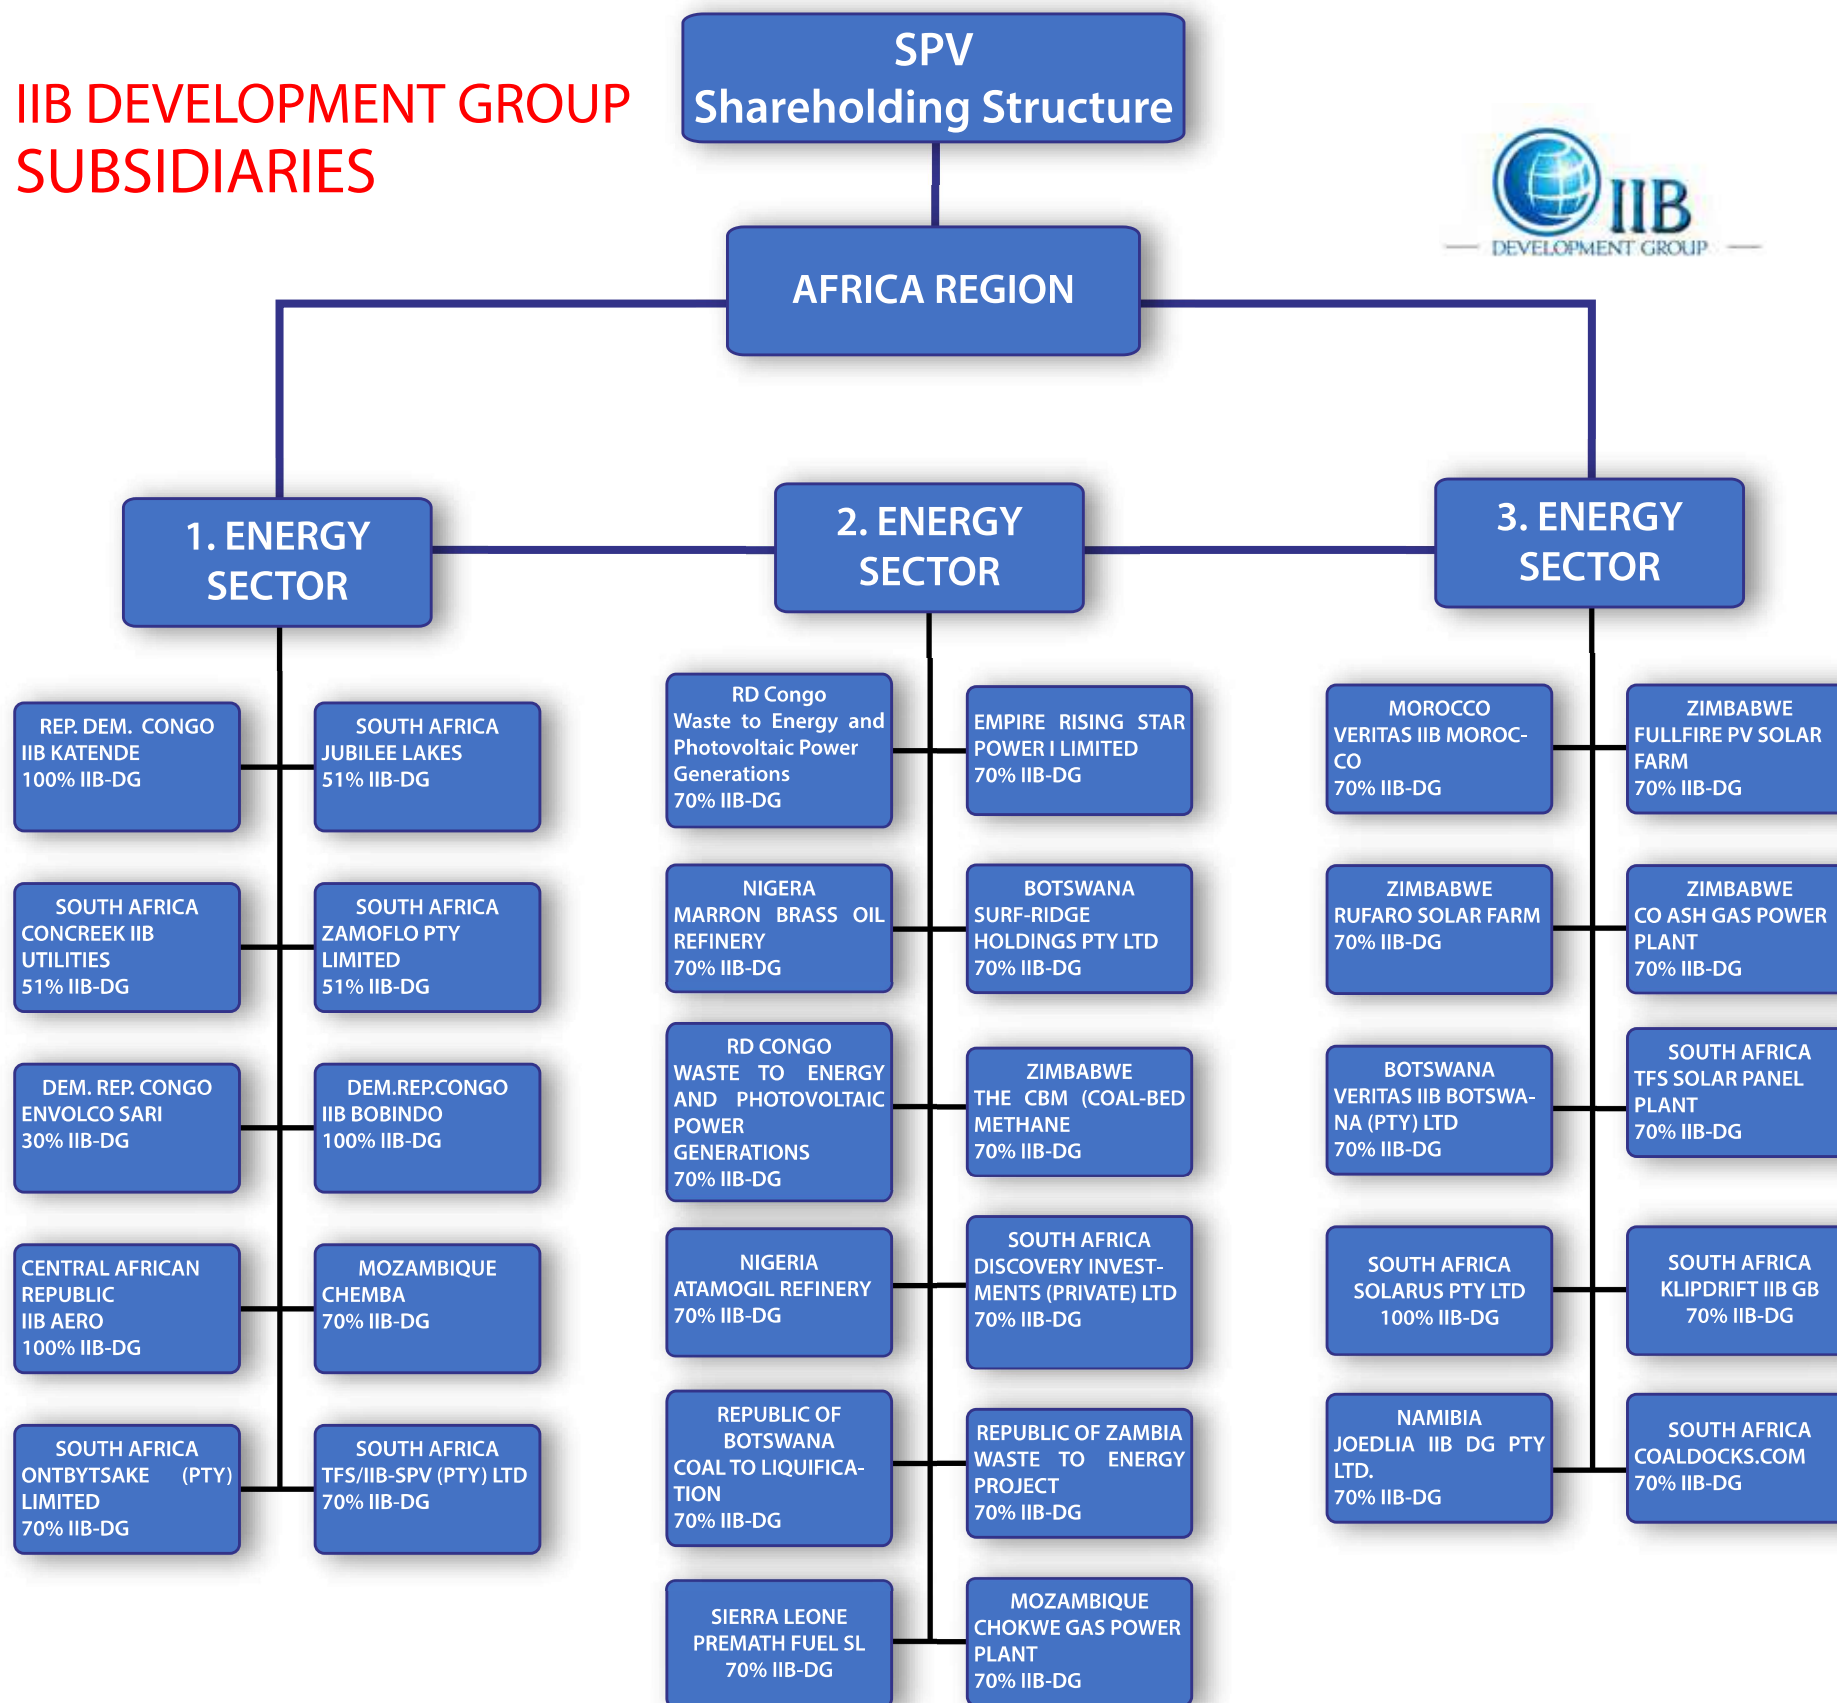 SPV
Shareholding Structure
IIB DEVELOPMENT GROUP
SUBSIDIARIES
IIB
DEVELOPMENT GROUP
AFRICA REGION
1. ENERGY
SECTOR
2. ENERGY
SECTOR
3. ENERGY
SECTOR
REP. DEM. CONGO
IIB KATENDE
100% IIB-DG
SOUTH AFRICA
JUBILEE LAKES
51% IIB-DG
SOUTH AFRICA
CONCREEK IIB
UTILITIES
51% IIB-DG
SOUTH AFRICA
ZAMOFLO PTY
LIMITED
51% IIB-DG
DEM. REP. CONGO
ENVOLCO SARI
30% IIB-DG
DEM.REP.CONGO
IIB BOBINDO
100% IIB-DG
CENTRAL AFRICAN
REPUBLIC
IIB AERO
100% IIB-DG
MOZAMBIQUE
CHEMBA
70% IIB-DG
SOUTH AFRICA
ONTBYTSAKE (PTY)
LIMITED
70% IIB-DG
SOUTH AFRICA
TFS/IIB-SPV (PTY) LTD
70% IIB-DG
RD Congo
Waste to Energy and
Photovoltaic Power
Generations
70% IIB-DG
EMPIRE RISING STAR
POWER I LIMITED
70% IIB-DG
NIGERA
MARRON BRASS OIL
REFINERY
70% IIB-DG
BOTSWANA
SURF-RIDGE
HOLDINGS PTY LTD
70% IIB-DG
RD CONGO
WASTE TO ENERGY
AND PHOTOVOLTAIC
POWER
GENERATIONS
70% IIB-DG
ZIMBABWE
THE CBM (COAL-BED
METHANE
70% IIB-DG
NIGERIA
ATAMOGIL REFINERY
70% IIB-DG
SOUTH AFRICA
DISCOVERY INVEST-
MENTS (PRIVATE) LTD
70% IIB-DG
REPUBLIC OF
BOTSWANA
COAL TO LIQUIFICA-
TION
70% IIB-DG
REPUBLIC OF ZAMBIA
WASTE TO ENERGY
PROJECT
70% IIB-DG
SIERRA LEONE
PREMATH FUEL SL
70% IIB-DG
MOZAMBIQUE
CHOKWE GAS POWER
PLANT
70% IIB-DG
MOROCCO
VERITAS IIB MOROC-
CO
70% IIB-DG
ZIMBABWE
FULLFIRE PV SOLAR
FARM
70% IIB-DG
ZIMBABWE
RUFARO SOLAR FARM
70% IIB-DG
ZIMBABWE
CO ASH GAS POWER
PLANT
70% IIB-DG
BOTSWANA
VERITAS IIB BOTSWA-
NA (PTY) LTD
70% IIB-DG
SOUTH AFRICA
TFS SOLAR PANEL
PLANT
70% IIB-DG
SOUTH AFRICA
SOLARUS PTY LTD
100% IIB-DG
SOUTH AFRICA
KLIPDRIFT IIB GB
70% IIB-DG
NAMIBIA
JOEDLIA IIB DG PTY
LTD.
70% IIB-DG
SOUTH AFRICA
COALDOCKS.COM
70% IIB-DG